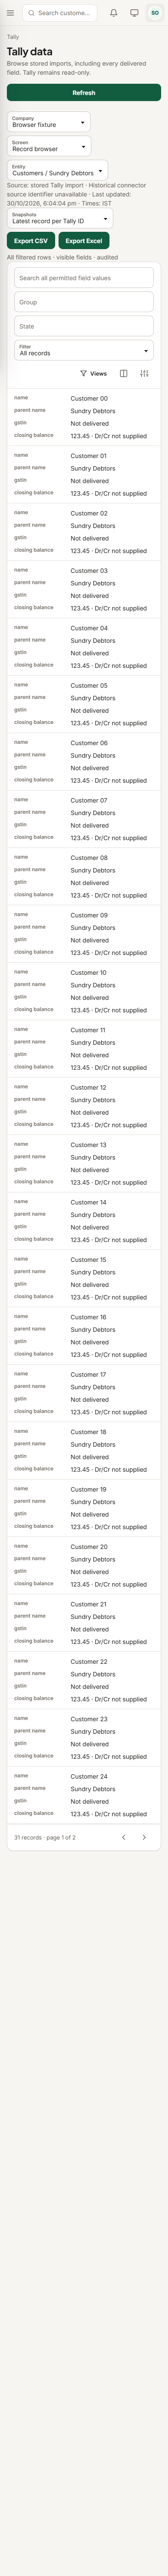 Search custome...
SO
Tally
Tally data
Browse stored imports, including every delivered
field. Tally remains read-only.
Refresh
Company
Browser fixture
Screen
Record browser
Entity
Customers / Sundry Debtors
Source: stored Tally import · Historical connector
source identifier unavailable · Last updated:
30/10/2026, 6:04:04 pm · Times: IST
Snapshots
Latest record per Tally ID
Export CSV Export Excel
All filtered rows · visible fields · audited
Search all permitted field values
Group
State
Filter
All records
Views
name Customer 00
parent name Sundry Debtors
gstin Not delivered
closing balance 123.45 · Dr/Cr not supplied
name Customer 01
parent name Sundry Debtors
gstin Not delivered
closing balance 123.45 · Dr/Cr not supplied
name Customer 02
parent name Sundry Debtors
gstin Not delivered
closing balance 123.45 · Dr/Cr not supplied
name Customer 03
parent name Sundry Debtors
gstin Not delivered
closing balance 123.45 · Dr/Cr not supplied
name Customer 04
parent name Sundry Debtors
gstin Not delivered
closing balance 123.45 · Dr/Cr not supplied
name Customer 05
parent name Sundry Debtors
gstin Not delivered
closing balance 123.45 · Dr/Cr not supplied
name Customer 06
parent name Sundry Debtors
gstin Not delivered
closing balance 123.45 · Dr/Cr not supplied
name Customer 07
parent name Sundry Debtors
gstin Not delivered
closing balance 123.45 · Dr/Cr not supplied
name Customer 08
parent name Sundry Debtors
gstin Not delivered
closing balance 123.45 · Dr/Cr not supplied
name Customer 09
parent name Sundry Debtors
gstin Not delivered
closing balance 123.45 · Dr/Cr not supplied
name Customer 10
parent name Sundry Debtors
gstin Not delivered
closing balance 123.45 · Dr/Cr not supplied
name Customer 11
parent name Sundry Debtors
gstin Not delivered
closing balance 123.45 · Dr/Cr not supplied
name Customer 12
parent name Sundry Debtors
gstin Not delivered
closing balance 123.45 · Dr/Cr not supplied
name Customer 13
parent name Sundry Debtors
gstin Not delivered
closing balance 123.45 · Dr/Cr not supplied
name Customer 14
parent name Sundry Debtors
gstin Not delivered
closing balance 123.45 · Dr/Cr not supplied
name Customer 15
parent name Sundry Debtors
gstin Not delivered
closing balance 123.45 · Dr/Cr not supplied
name Customer 16
parent name Sundry Debtors
gstin Not delivered
closing balance 123.45 · Dr/Cr not supplied
name Customer 17
parent name Sundry Debtors
gstin Not delivered
closing balance 123.45 · Dr/Cr not supplied
name Customer 18
parent name Sundry Debtors
gstin Not delivered
closing balance 123.45 · Dr/Cr not supplied
name Customer 19
parent name Sundry Debtors
gstin Not delivered
closing balance 123.45 · Dr/Cr not supplied
name Customer 20
parent name Sundry Debtors
gstin Not delivered
closing balance 123.45 · Dr/Cr not supplied
name Customer 21
parent name Sundry Debtors
gstin Not delivered
closing balance 123.45 · Dr/Cr not supplied
name Customer 22
parent name Sundry Debtors
gstin Not delivered
closing balance 123.45 · Dr/Cr not supplied
name Customer 23
parent name Sundry Debtors
gstin Not delivered
closing balance 123.45 · Dr/Cr not supplied
name Customer 24
parent name Sundry Debtors
gstin Not delivered
closing balance 123.45 · Dr/Cr not supplied
31 records · page 1 of 2